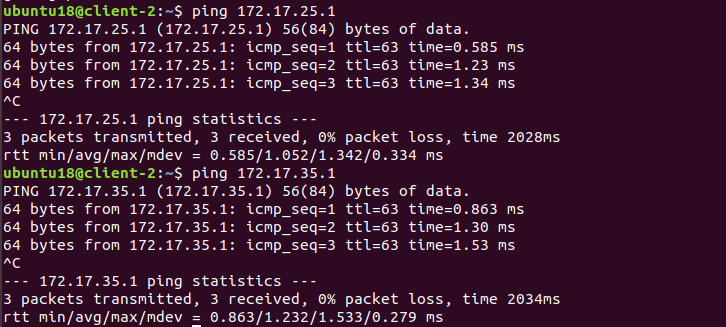 ubuntu18@client-2:~$ ping 172.17.25.1
PING 172.17.25.1 (172.17.25.1) 56(84) bytes of data.
64 bytes from 172.17.25.1: icmp_seq=1 ttl=63 time=0.585 ms
64 bytes from 172.17.25.1: icmp_seq=2 ttl=63 time=1.23 ms
64 bytes from 172.17.25.1: icmp_seq=3 ttl=63 time=1.34 ms
^C
--- 172.17.25.1 ping statistics ---
3 packets transmitted, 3 received, 0% packet loss, time 2028ms
rtt min/avg/max/mdev = 0.585/1.052/1.342/0.334 ms
ubuntu18@client-2:~$ ping 172.17.35.1
PING 172.17.35.1 (172.17.35.1) 56(84) bytes of data.
64 bytes from 172.17.35.1: icmp_seq=1 ttl=63 time=0.863 ms
64 bytes from 172.17.35.1: icmp_seq=2 ttl=63 time=1.30 ms
64 bytes from 172.17.35.1: icmp_seq=3 ttl=63 time=1.53 ms
^C
--- 172.17.35.1 ping statistics ---
3 packets transmitted, 3 received, 0% packet loss, time 2034ms
rtt min/avg/max/mdev = 0.863/1.232/1.533/0.279 ms